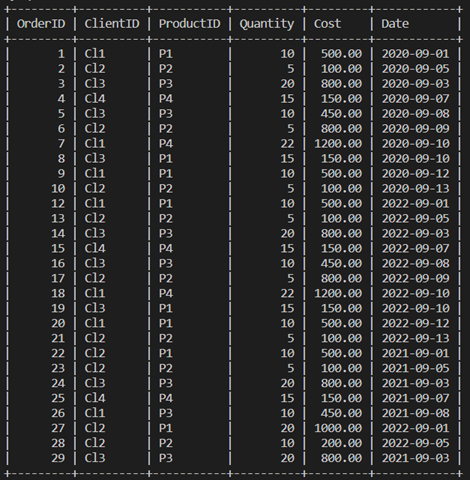 OrderID | ClientID | ProductID | Quantity | Cost | Date
1 | Cl1 | P1 | 10 | 500.00 | 2020-09-01
2 | Cl2 | P2 | 5 | 100.00 | 2020-09-05
3 | Cl3 | P3 | 20 | 800.00 | 2020-09-03
4 | Cl4 | P4 | 15 | 150.00 | 2020-09-07
5 | Cl3 | P3 | 10 | 450.00 | 2020-09-08
6 | Cl2 | P2 | 5 | 800.00 | 2020-09-09
7 | Cl1 | P4 | 22 | 1200.00 | 2020-09-10
8 | Cl3 | P1 | 15 | 150.00 | 2020-09-10
9 | Cl1 | P1 | 10 | 500.00 | 2020-09-12
10 | Cl2 | P2 | 5 | 100.00 | 2020-09-13
12 | Cl1 | P1 | 10 | 500.00 | 2022-09-01
13 | Cl2 | P2 | 5 | 100.00 | 2022-09-05
14 | Cl3 | P3 | 20 | 800.00 | 2022-09-03
15 | Cl4 | P4 | 15 | 150.00 | 2022-09-07
16 | Cl3 | P3 | 10 | 450.00 | 2022-09-08
17 | Cl2 | P2 | 5 | 800.00 | 2022-09-09
18 | Cl1 | P4 | 22 | 1200.00 | 2022-09-10
19 | Cl3 | P1 | 15 | 150.00 | 2022-09-10
20 | Cl1 | P1 | 10 | 500.00 | 2022-09-12
21 | Cl2 | P2 | 5 | 100.00 | 2022-09-13
22 | Cl2 | P1 | 10 | 500.00 | 2021-09-01
23 | Cl2 | P2 | 5 | 100.00 | 2021-09-05
24 | Cl3 | P3 | 20 | 800.00 | 2021-09-03
25 | Cl4 | P4 | 15 | 150.00 | 2021-09-07
26 | Cl1 | P3 | 10 | 450.00 | 2021-09-08
27 | Cl2 | P1 | 20 | 1000.00 | 2022-09-01
28 | Cl2 | P2 | 10 | 200.00 | 2022-09-05
29 | Cl3 | P3 | 20 | 800.00 | 2021-09-03